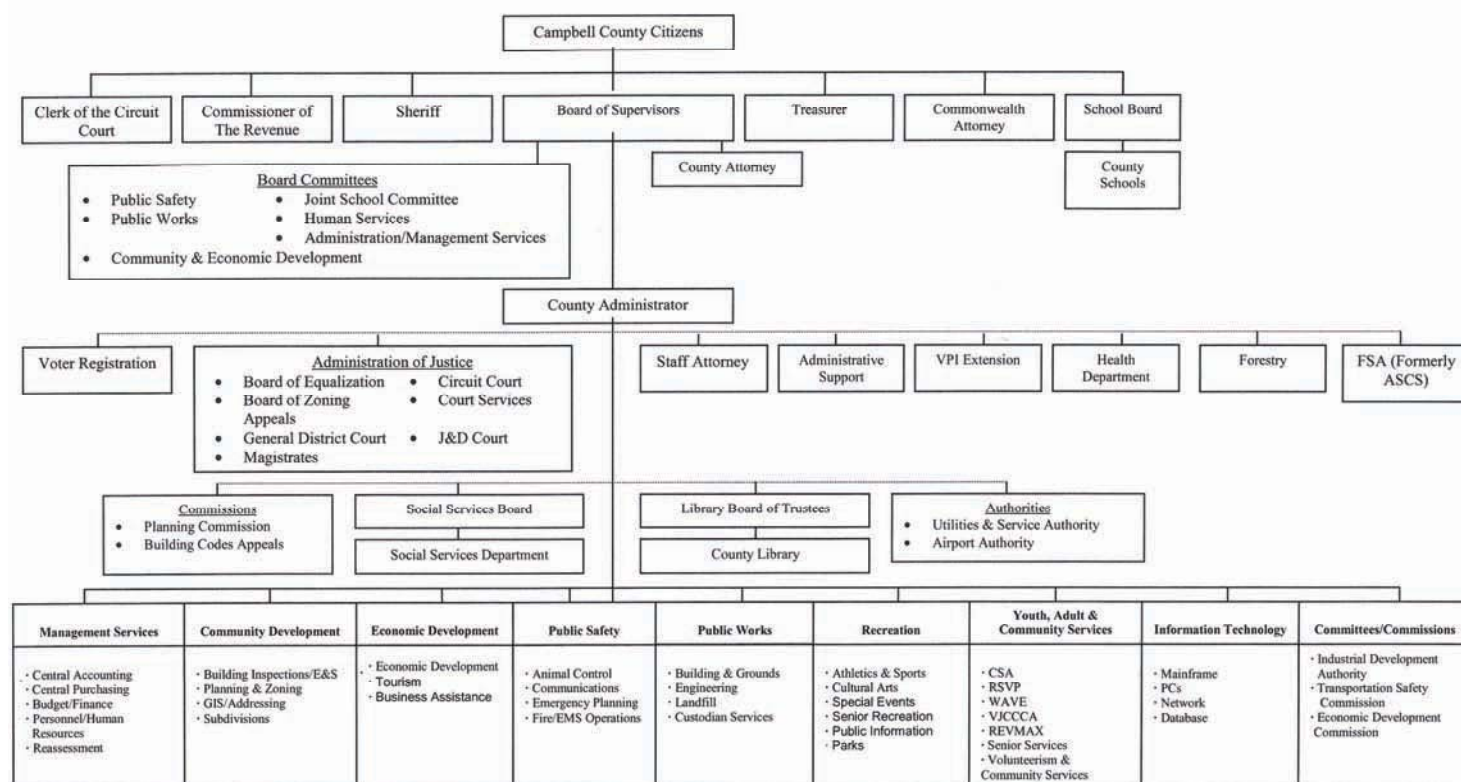 Campbell County Citizens
Clerk of the Circuit
Court
Commissioner of
The Revenue
Sheriff
Board of Supervisors
Treasurer
Commonwealth
Attorney
School Board
County Attorney
County
Schools
Board Committees
• Public Safety
• Joint School Committee
• Public Works
• Human Services
• Administration/Management Services
• Community & Economic Development
County Administrator
Voter Registration
Administration of Justice
• Board of Equalization
• Circuit Court
• Board of Zoning
Appeals
• Court Services
• General District Court
• J&D Court
• Magistrates
Staff Attorney
Administrative
Support
VPI Extension
Health
Department
Forestry
FSA (Formerly
ASCS)
Commissions
• Planning Commission
• Building Codes Appeals
Social Services Board
Social Services Department
Library Board of Trustees
County Library
Authorities
• Utilities & Service Authority
• Airport Authority
Management Services
· Central Accounting
· Central Purchasing
· Budget/Finance
· Personnel/Human
Resources
· Reassessment
Community Development
· Building Inspections/E&S
· Planning & Zoning
· GIS/Addressing
· Subdivisions
Economic Development
· Economic Development
· Tourism
· Business Assistance
Public Safety
· Animal Control
· Communications
· Emergency Planning
· Fire/EMS Operations
Public Works
· Building & Grounds
· Engineering
· Landfill
· Custodian Services
Recreation
· Athletics & Sports
· Cultural Arts
· Special Events
· Senior Recreation
· Public Information
· Parks
Youth, Adult &
Community Services
· CSA
· RSVP
· WAVE
· VJCCCA
· REVMAX
· Senior Services
· Volunteerism &
Community Services
Information Technology
· Mainframe
· PCs
· Network
· Database
Committees/Commissions
· Industrial Development
Authority
· Transportation Safety
Commission
· Economic Development
Commission